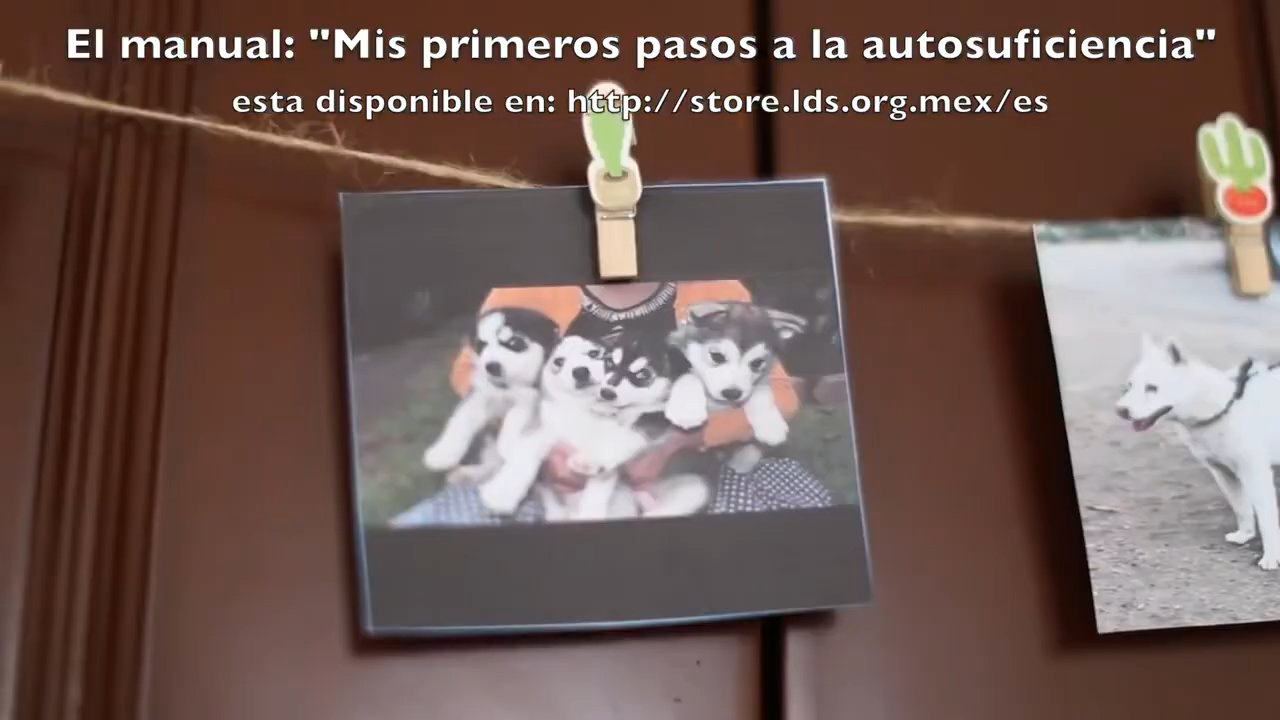 El manual: "Mis primeros pasos a la autosuficiencia"
esta disponible en: http://store.lds.org.mex/es